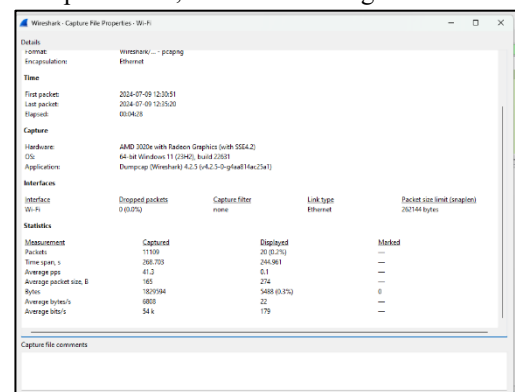 Wireshark · Capture File Properties · Wi-Fi
Details
Format: Wireshark/... - pcapng
Encapsulation: Ethernet
Time
First packet: 2024-07-09 12:30:51
Last packet: 2024-07-09 12:35:20
Elapsed: 00:04:28
Capture
Hardware: AMD 3020e with Radeon Graphics (with SSE4.2)
OS: 64-bit Windows 11 (23H2), build 22631
Application: Dumpcap (Wireshark) 4.2.5 (v4.2.5-0-g4aa814ac25a1)
Interfaces
Interface Dropped packets Capture filter Link type Packet size limit (snaplen)
Wi-Fi 0 (0.0%) none Ethernet 262144 bytes
Statistics
Measurement Captured Displayed Marked
Packets 11109 20 (0.2%) —
Time span, s 268.703 244.961 —
Average pps 41.3 0.1 —
Average packet size, B 165 274 —
Bytes 1829594 5488 (0.3%) 0
Average bytes/s 6808 22 —
Average bits/s 54 k 179 —
Capture file comments